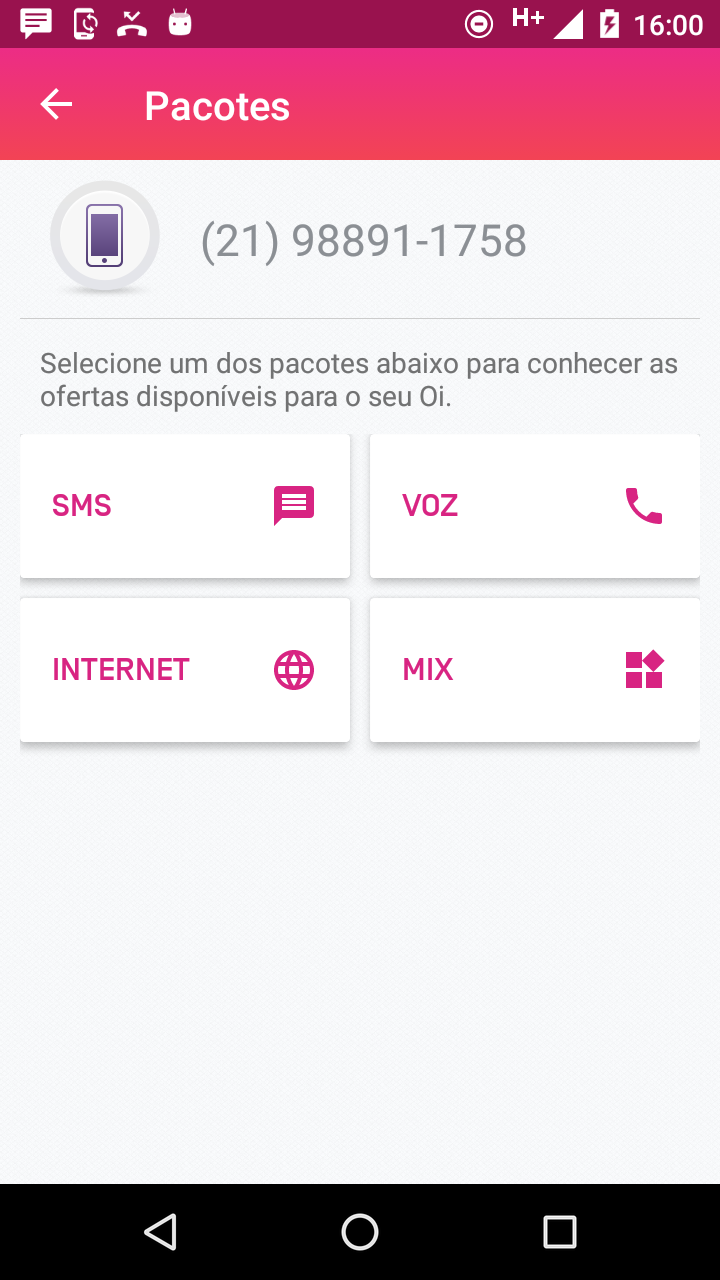 H+ 16:00
Pacotes
(21) 98891-1758
Selecione um dos pacotes abaixo para conhecer as
ofertas disponíveis para o seu Oi.
SMS
VOZ
INTERNET
MIX